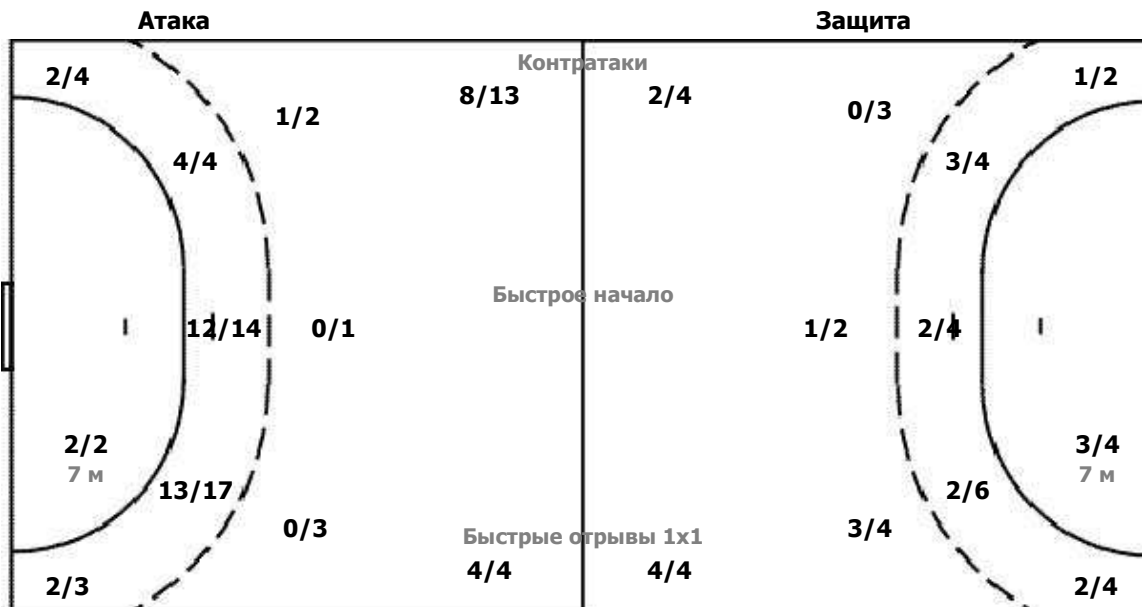 Атака Защита
Контратаки
2/4 8/13 2/4 1/2
1/2 0/3
4/4 3/4
Быстрое начало
12/14 0/1 1/2 2/4
2/2 3/4
7 м 7 м
13/17 2/6
0/3 Быстрые отрывы 1x1 3/4
4/4 4/4
2/3 2/4